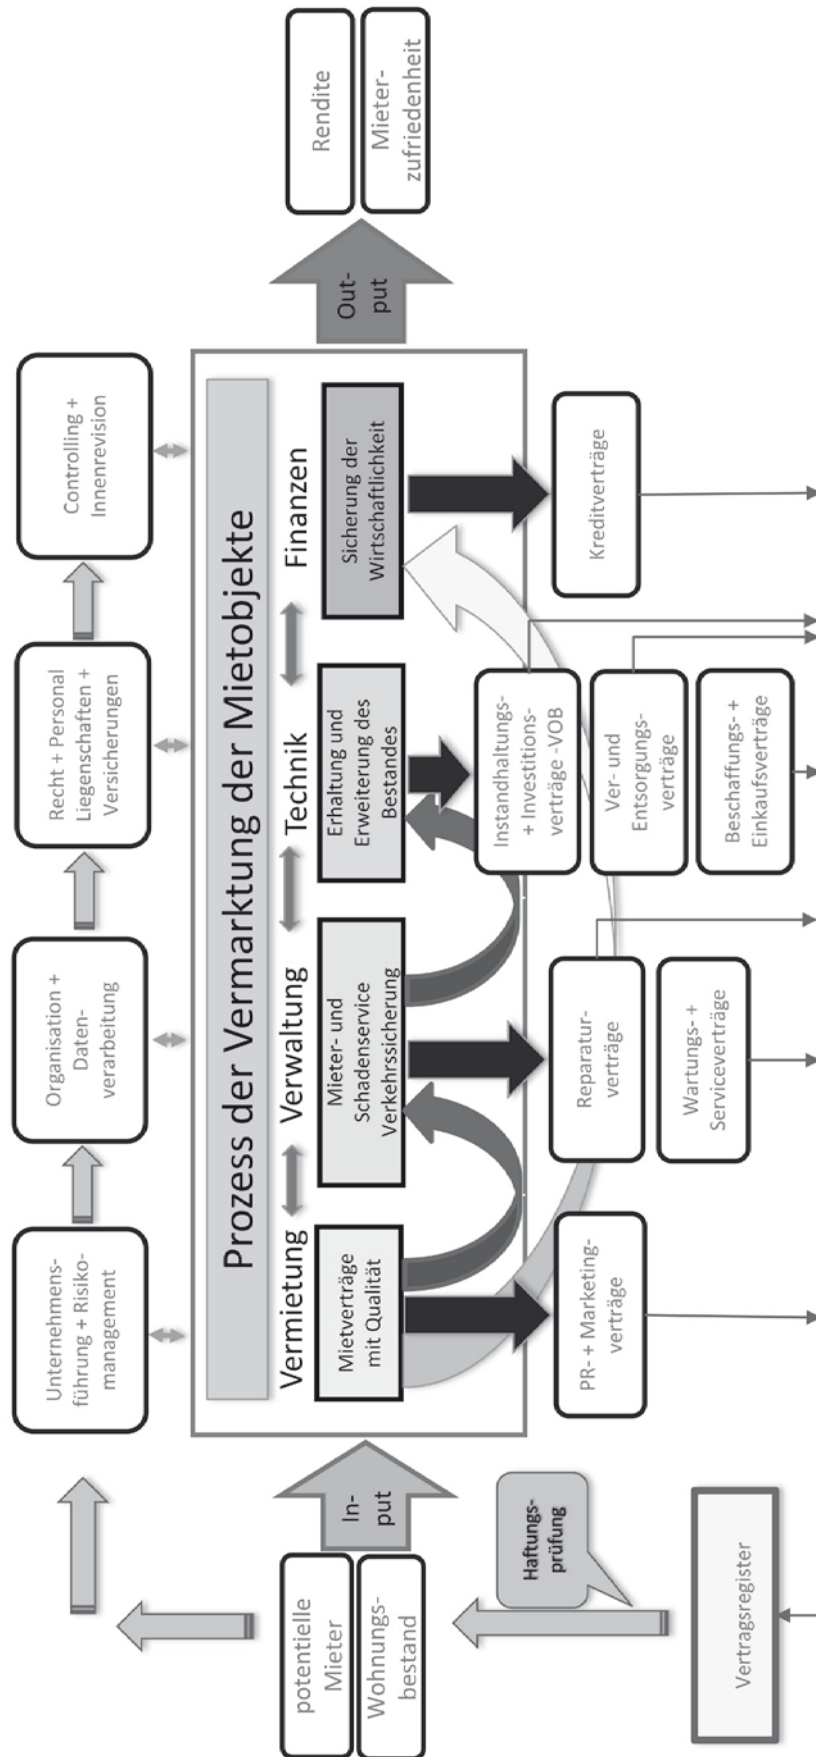 Unternehmens-
führung + Risiko-
management
Organisation +
Daten-
verarbeitung
Recht + Personal
Liegenschaften +
Versicherungen
Controlling +
Innenrevision
Prozess der Vermarktung der Mietobjekte
Vermietung
Verwaltung
Technik
Finanzen
potentielle
Mieter
Wohnungs-
bestand
In-
put
Mietverträge
mit Qualität
Mieter- und
Schadenservice
Verkehrssicherung
Erhaltung und
Erweiterung des
Bestandes
Sicherung der
Wirtschaftlichkeit
Out-
put
Rendite
Mieter-
zufriedenheit
Haftungs-
prüfung
PR- + Marketing-
verträge
Reparatur-
verträge
Wartungs- +
Serviceverträge
Instandhaltungs-
+ Investitions-
verträge -VOB
Ver- und
Entsorgungs-
verträge
Beschaffungs- +
Einkaufsverträge
Kreditverträge
Vertragsregister